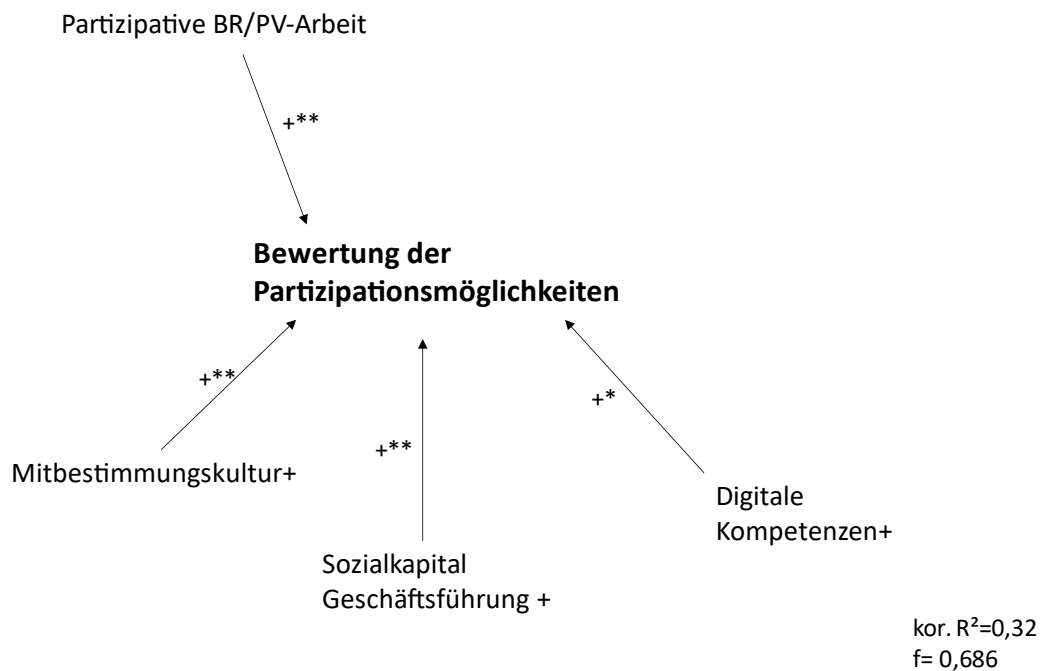 Partizipative BR/PV-Arbeit
+**
Bewertung der
Partizipationsmöglichkeiten
+**
+**
+*
Mitbestimmungskultur+
Sozialkapital
Geschäftsführung +
Digitale
Kompetenzen+
kor. R²=0,32
f= 0,686